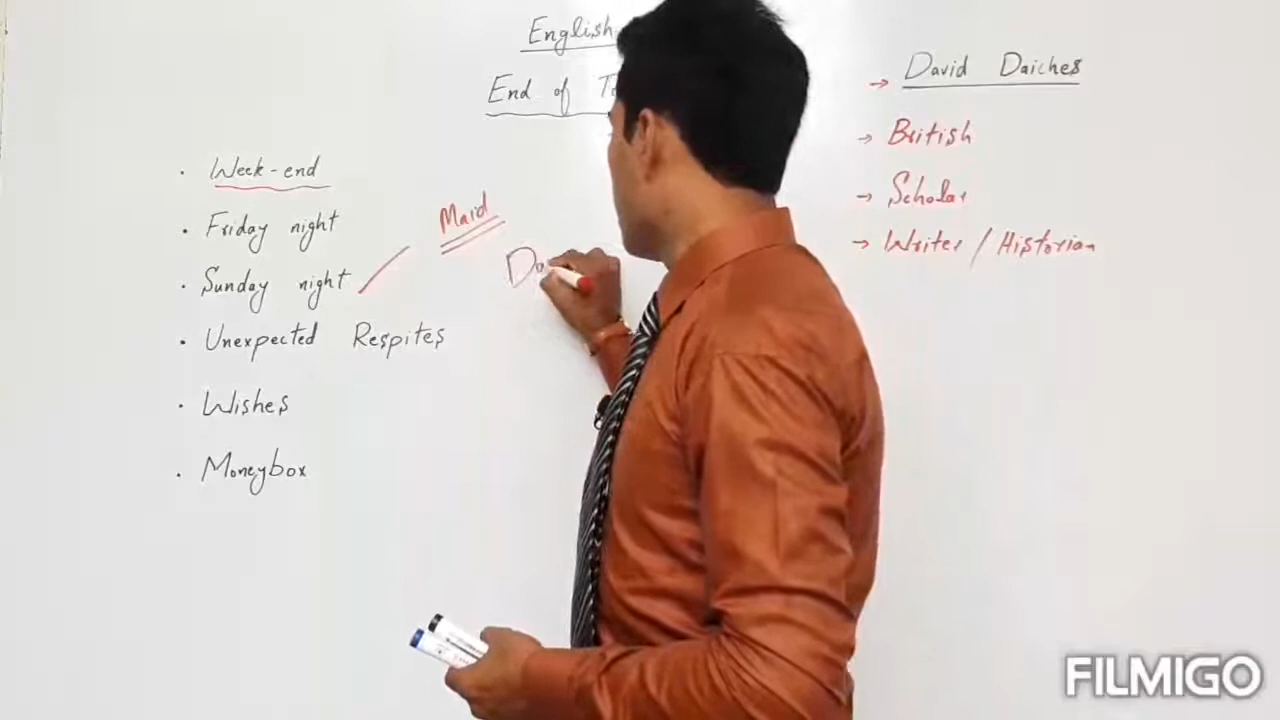 English
End of
Week-end
Friday night
Sunday night
Unexpected Respites
Wishes
Moneybox
Maid
David Daiches
British
Scholar
Writer / Historian
FILMIGO